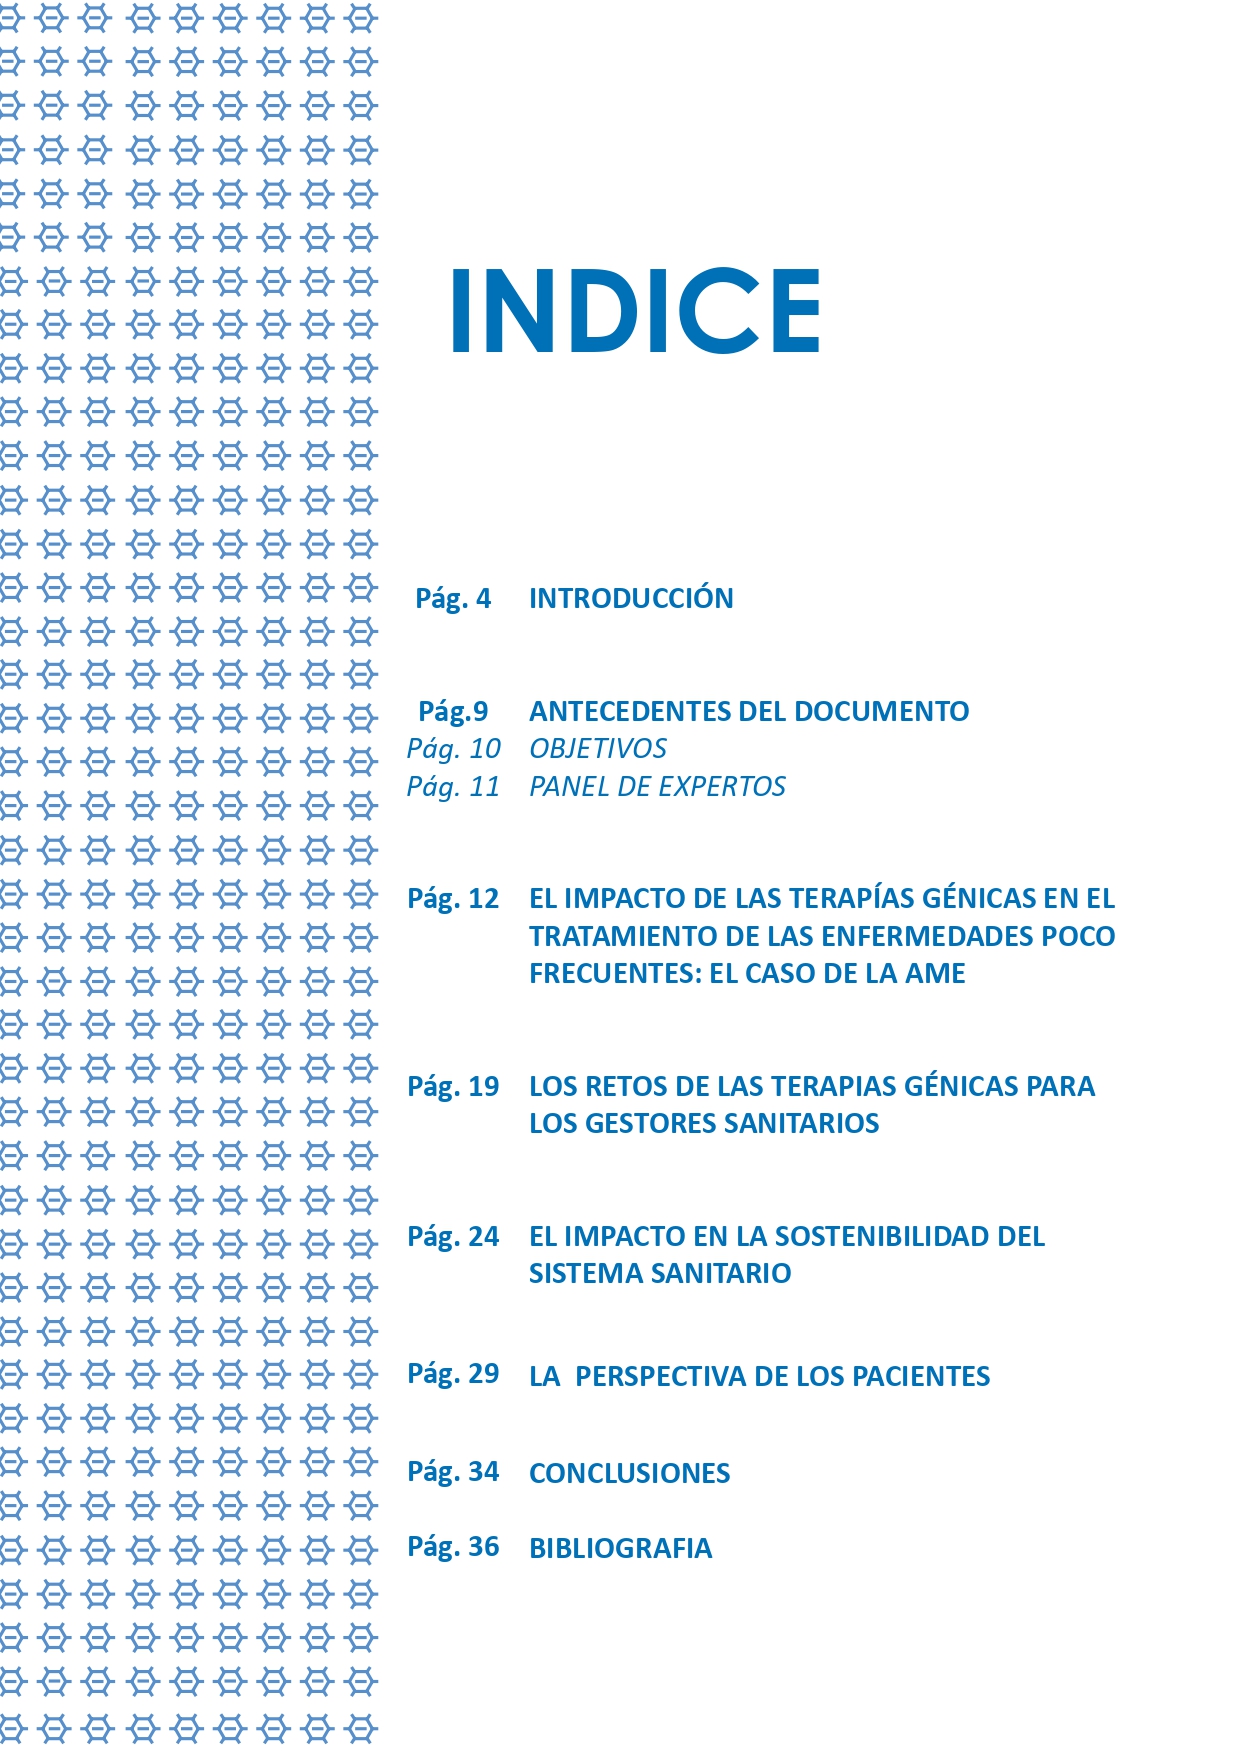 INDICE
Pág. 4 INTRODUCCIÓN
Pág.9 ANTECEDENTES DEL DOCUMENTO
Pág. 10 OBJETIVOS
Pág. 11 PANEL DE EXPERTOS
Pág. 12 EL IMPACTO DE LAS TERAPÍAS GÉNICAS EN EL
TRATAMIENTO DE LAS ENFERMEDADES POCO
FRECUENTES: EL CASO DE LA AME
Pág. 19 LOS RETOS DE LAS TERAPIAS GÉNICAS PARA
LOS GESTORES SANITARIOS
Pág. 24 EL IMPACTO EN LA SOSTENIBILIDAD DEL
SISTEMA SANITARIO
Pág. 29 LA  PERSPECTIVA DE LOS PACIENTES
Pág. 34 CONCLUSIONES
Pág. 36 BIBLIOGRAFIA